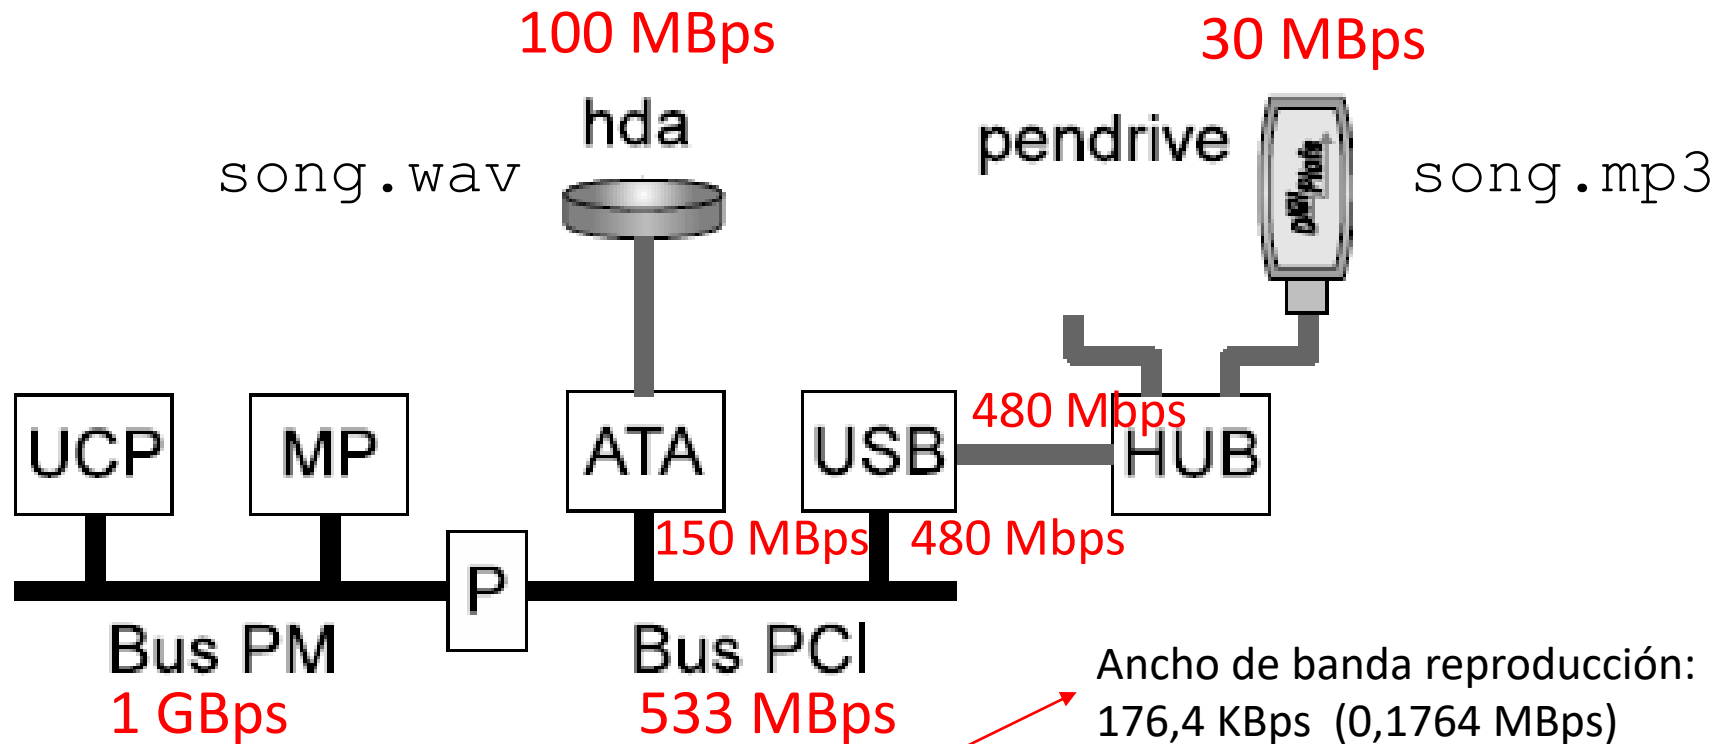 100 MBps
30 MBps
hda
pendrive
song.wav
song.mp3
480 Mbps
UCP
MP
ATA
USB
HUB
150 MBps
480 Mbps
P
Bus PM
Bus PCI
1 GBps
533 MBps
Ancho de banda reproducción:
176,4 KBps (0,1764 MBps)